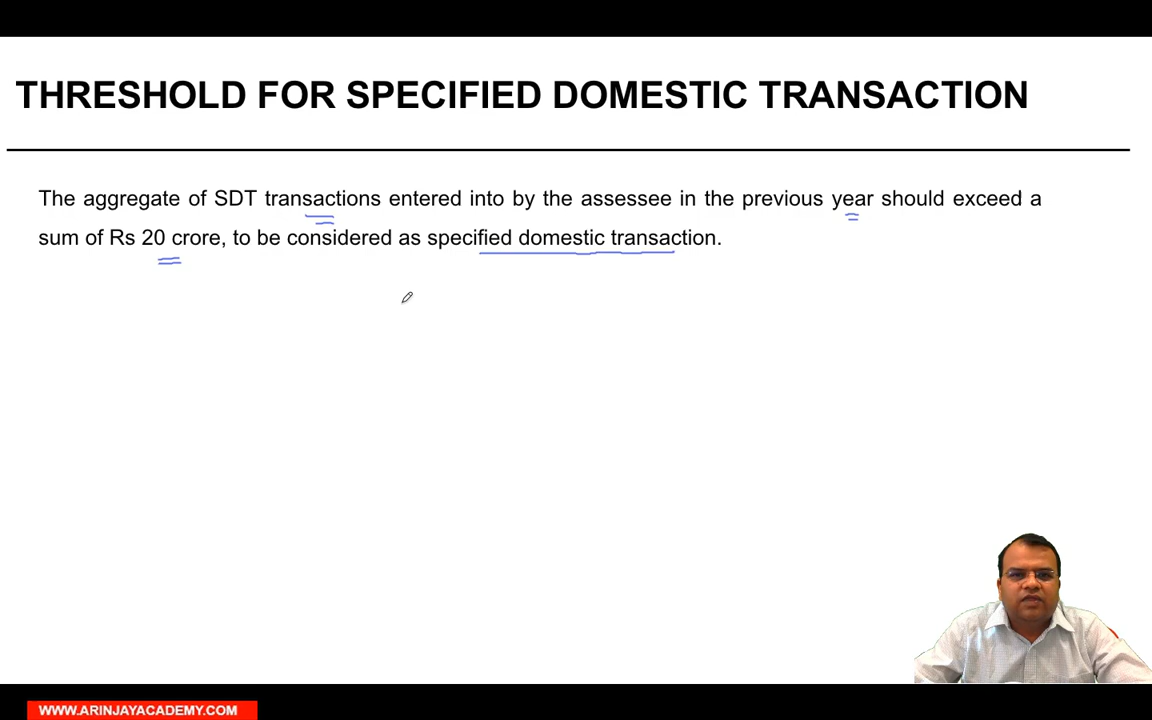 THRESHOLD FOR SPECIFIED DOMESTIC TRANSACTION
The aggregate of SDT transactions entered into by the assessee in the previous year should exceed a
sum of Rs 20 crore, to be considered as specified domestic transaction.
WWW.ARINJAYACADEMY.COM